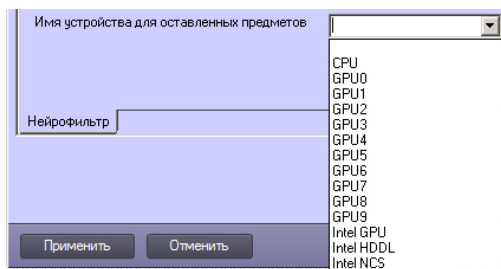 Имя устройства для оставленных предметов
CPU
GPU0
GPU1
GPU2
GPU3
GPU4
GPU5
GPU6
GPU7
GPU8
GPU9
Intel GPU
Intel HDDL
Intel NCS
Нейрофильтр
Применить
Отменить